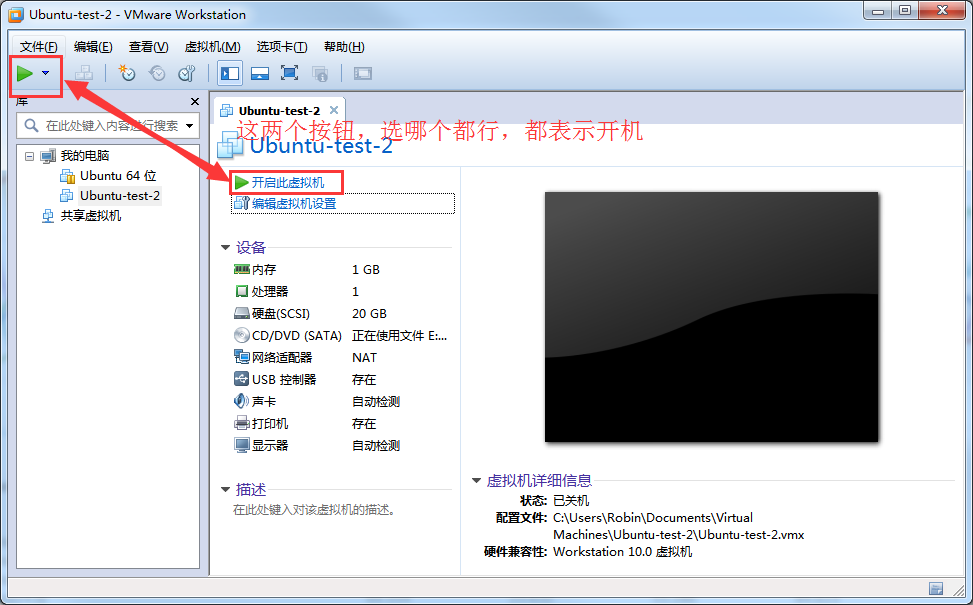 Ubuntu-test-2 - VMware Workstation
文件(F) 编辑(E) 查看(V) 虚拟机(M) 选项卡(T) 帮助(H)
库
在此处键入内容进行搜索
我的电脑
Ubuntu 64 位
Ubuntu-test-2
共享虚拟机
Ubuntu-test-2
这两个按钮，选哪个都行，都表示开机
Ubuntu-test-2
开启此虚拟机
编辑虚拟机设置
设备
内存 1 GB
处理器 1
硬盘(SCSI) 20 GB
CD/DVD (SATA) 正在使用文件 E:...
网络适配器 NAT
USB 控制器 存在
声卡 自动检测
打印机 存在
显示器 自动检测
描述
在此处键入对该虚拟机的描述。
虚拟机详细信息
状态: 已关机
配置文件: C:\Users\Robin\Documents\Virtual
Machines\Ubuntu-test-2\Ubuntu-test-2.vmx
硬件兼容性: Workstation 10.0 虚拟机